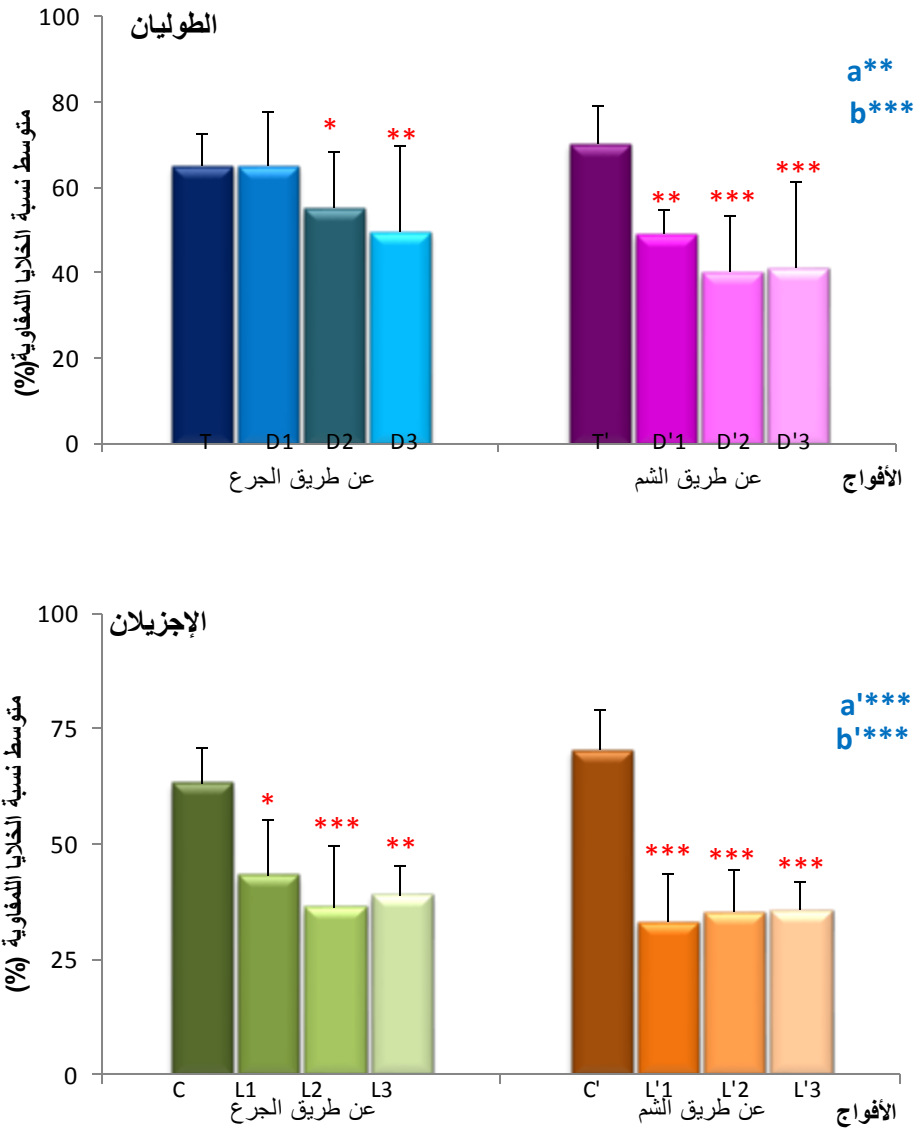 الطوليان
a**
b***
متوسط نسبة الخلايا اللمفاوية(%)
100
80
60
40
20
0
* ** ** *** ***
T D1 D2 D3 T' D'1 D'2 D'3
عن طريق الجرع عن طريق الشم الأفواج
الإجزيلان
a'***
b'***
متوسط نسبة الخلايا اللمفاوية (%)
100
75
50
25
0
* *** ** *** *** ***
C L1 L2 L3 C' L'1 L'2 L'3
عن طريق الجرع عن طريق الشم الأفواج